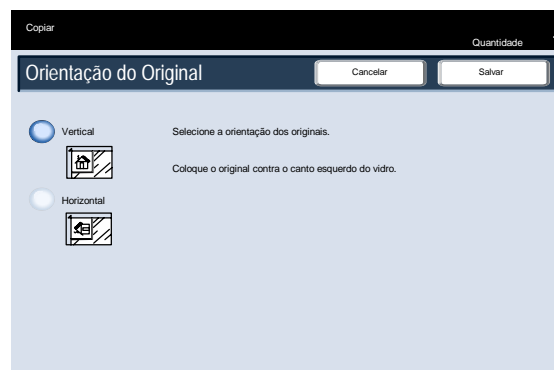 Copiar
Quantidade
Orientação do Original
Cancelar
Salvar
Vertical
Selecione a orientação dos originais.
Coloque o original contra o canto esquerdo do vidro.
Horizontal